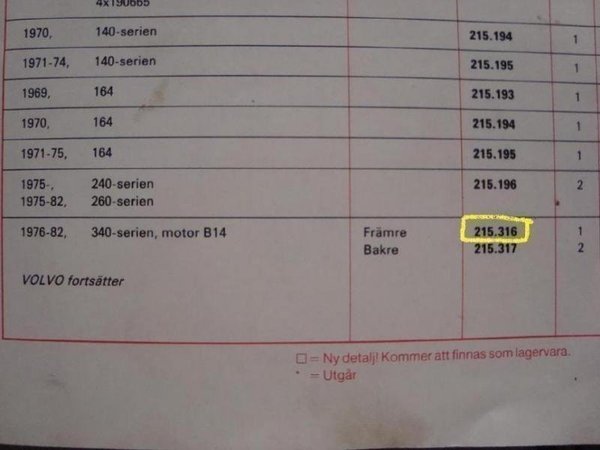 4x190665
1970, 140-serien 215.194 1
1971-74, 140-serien 215.195 1
1969, 164 215.193 1
1970, 164 215.194 1
1971-75, 164 215.195 1
1975-, 240-serien 215.196 2
1975-82, 260-serien
1976-82, 340-serien, motor B14 Främre 215.316 1
Bakre 215.317 2
VOLVO fortsätter
□ = Ny detalj! Kommer att finnas som lagervara.
* = Utgår